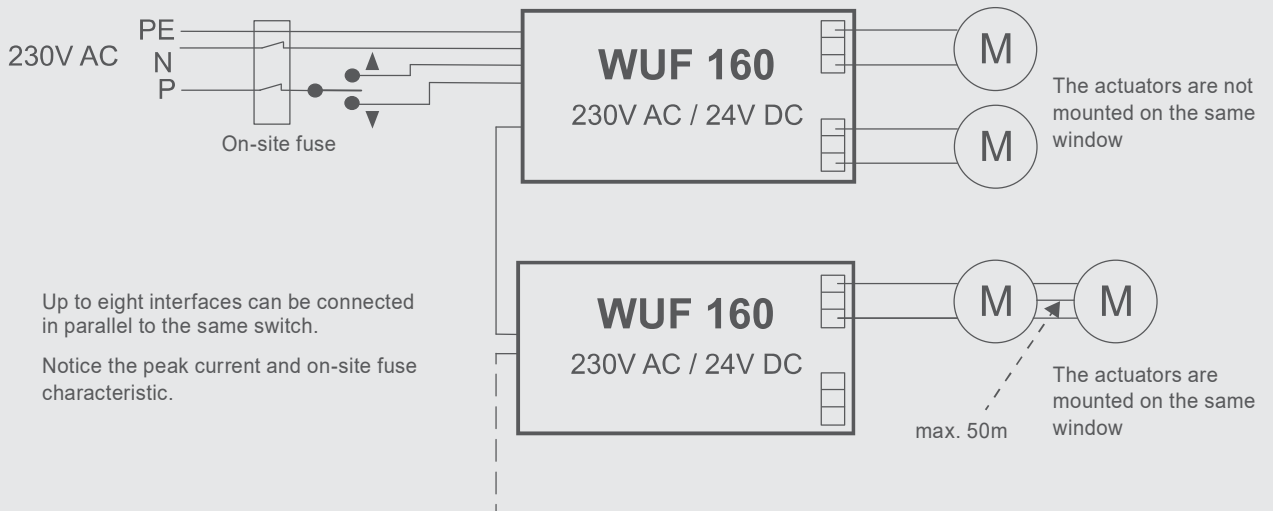 PE
230V AC
N
P
On-site fuse
WUF 160
230V AC / 24V DC
M
M
The actuators are not
mounted on the same
window
Up to eight interfaces can be connected
in parallel to the same switch.
Notice the peak current and on-site fuse
characteristic.
WUF 160
230V AC / 24V DC
M
M
max. 50m
The actuators are
mounted on the same
window